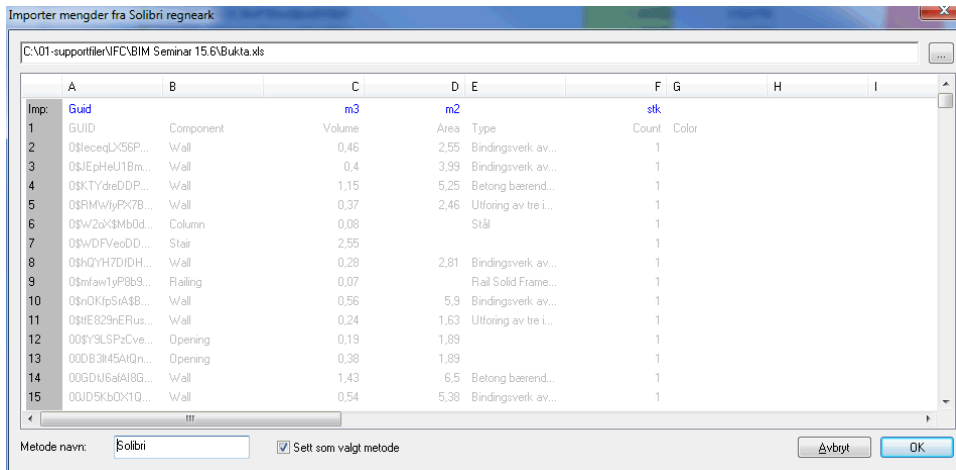 Importer mengder fra Solibri regneark
C:\01-supportfiler\IFC\BIM Seminar 15.6\Bukta.xls ...
A B C D E F G H I
Imp: Guid m3 m2 stk
1 GUID Component Volume Area Type Count Color
2 0$IeceqLX56P... Wall 0,46 2,55 Bindingsverk av... 1
3 0$JEpHeU1Bm... Wall 0,4 3,99 Bindingsverk av... 1
4 0$KTYdreDDP... Wall 1,15 5,25 Betong bærend... 1
5 0$RMWfyPX7B... Wall 0,37 2,46 Utforing av tre i... 1
6 0$W2oX$Mb0d... Column 0,08 Stål 1
7 0$WDFVeoDD... Stair 2,55 1
8 0$hQYH7DfDH... Wall 0,28 2,81 Bindingsverk av... 1
9 0$mfaw1yP8b9... Railing 0,07 Rail Solid Frame... 1
10 0$nOKfpSrA$B... Wall 0,56 5,9 Bindingsverk av... 1
11 0$tfE829nERus... Wall 0,24 1,63 Utforing av tre i... 1
12 00$Y9LSPzCve... Opening 0,19 1,89 1
13 00DB3lt45AtQn... Opening 0,38 1,89 1
14 00GDtJ6afAI8G... Wall 1,43 6,5 Betong bærend... 1
15 00JD5KbOX1Q... Wall 0,54 5,38 Bindingsverk av... 1
Metode navn: Solibri Sett som valgt metode Avbryt OK